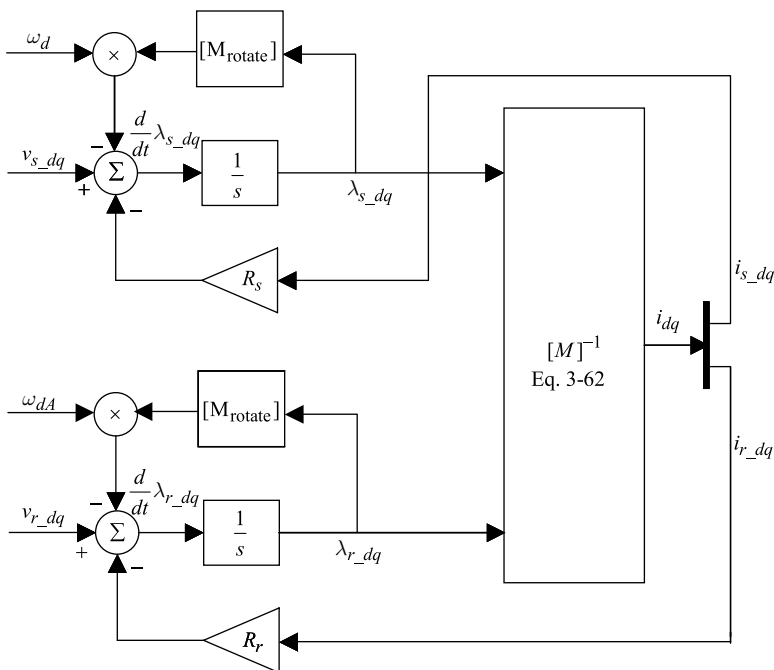 ω_d
×
[M_rotate]
−
d/dt λ_s_dq
v_s_dq
+
Σ
1/s
λ_s_dq
−
R_s
i_s_dq
i_dq
[M]^−1
Eq. 3-62
ω_dA
×
[M_rotate]
i_r_dq
−
d/dt λ_r_dq
v_r_dq
+
Σ
1/s
λ_r_dq
−
R_r